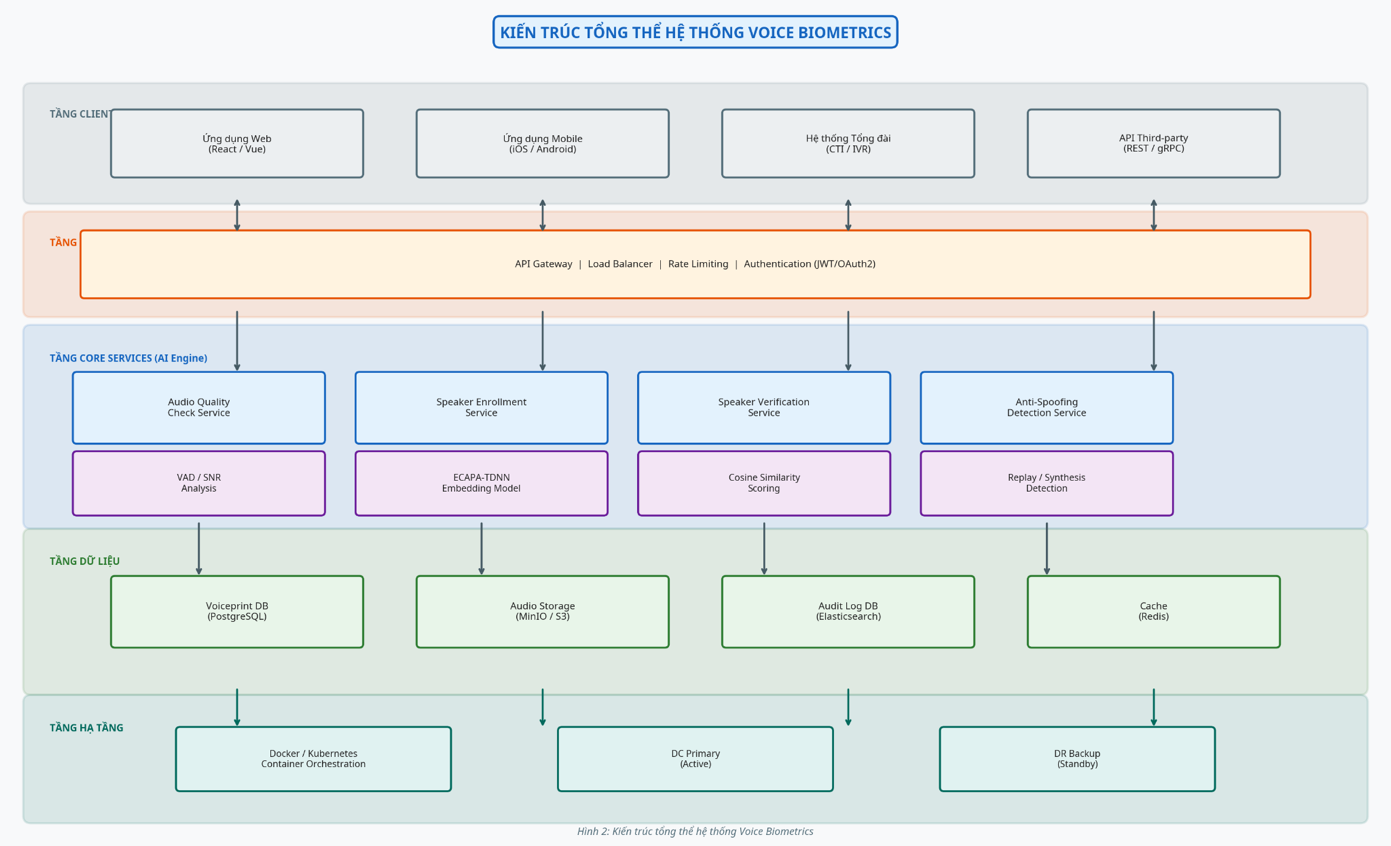 KIẾN TRÚC TỔNG THỂ HỆ THỐNG VOICE BIOMETRICS
TẦNG CLIENT
Ứng dụng Web
(React / Vue)
Ứng dụng Mobile
(iOS / Android)
Hệ thống Tổng đài
(CTI / IVR)
API Third-party
(REST / gRPC)
TẦNG
API Gateway | Load Balancer | Rate Limiting | Authentication (JWT/OAuth2)
TẦNG CORE SERVICES (AI Engine)
Audio Quality
Check Service
Speaker Enrollment
Service
Speaker Verification
Service
Anti-Spoofing
Detection Service
VAD / SNR
Analysis
ECAPA-TDNN
Embedding Model
Cosine Similarity
Scoring
Replay / Synthesis
Detection
TẦNG DỮ LIỆU
Voiceprint DB
(PostgreSQL)
Audio Storage
(MinIO / S3)
Audit Log DB
(Elasticsearch)
Cache
(Redis)
TẦNG HẠ TẦNG
Docker / Kubernetes
Container Orchestration
DC Primary
(Active)
DR Backup
(Standby)
Hình 2: Kiến trúc tổng thể hệ thống Voice Biometrics